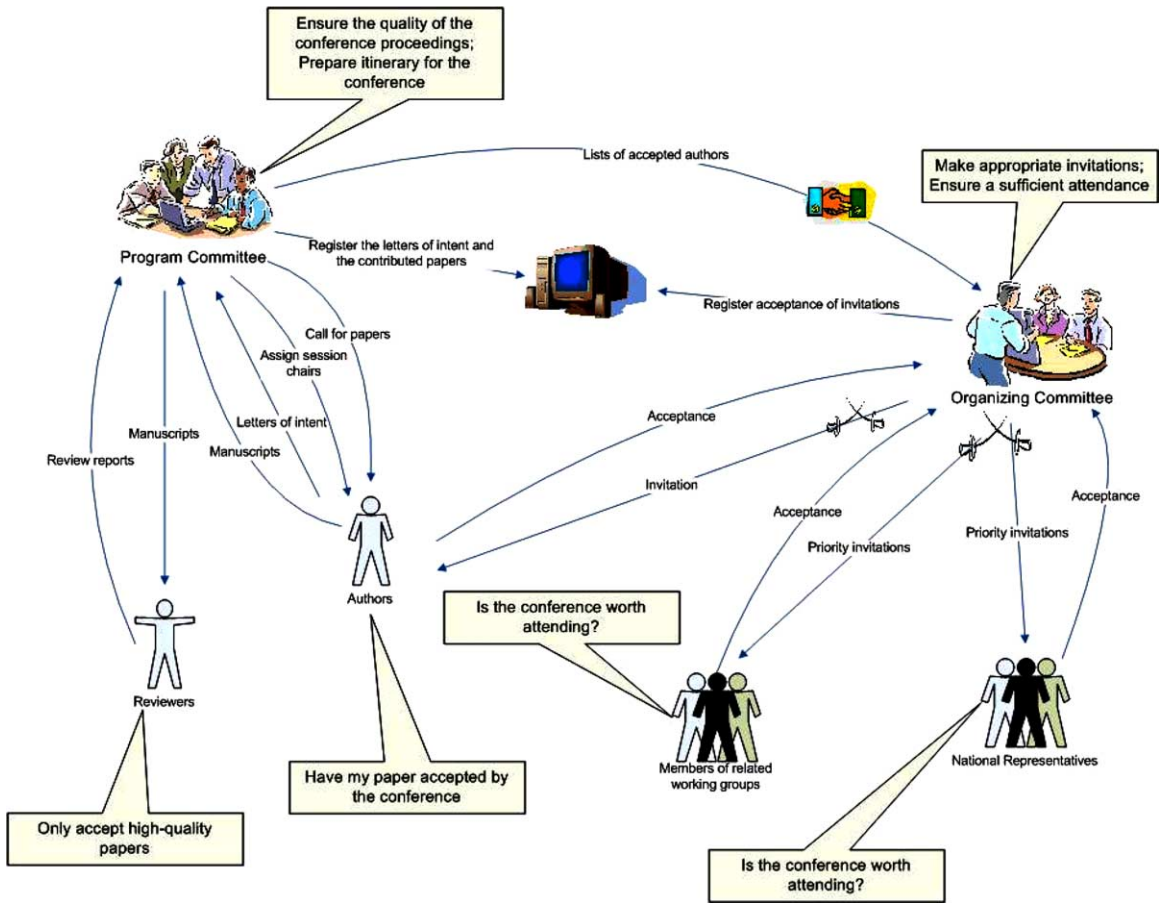 Ensure the quality of the
conference proceedings;
Prepare itinerary for the
conference
Lists of accepted authors
Make appropriate invitations;
Ensure a sufficient attendance
Program Committee
Register the letters of intent and
the contributed papers
Register acceptance of invitations
Call for papers
Assign session
chairs
Organizing Committee
Acceptance
Letters of intent
Manuscripts
Manuscripts
Review reports
Invitation
Acceptance
Acceptance
Priority invitations
Priority invitations
Authors
Is the conference worth
attending?
Reviewers
Members of related
working groups
National Representatives
Have my paper accepted by
the conference
Only accept high-quality
papers
Is the conference worth
attending?